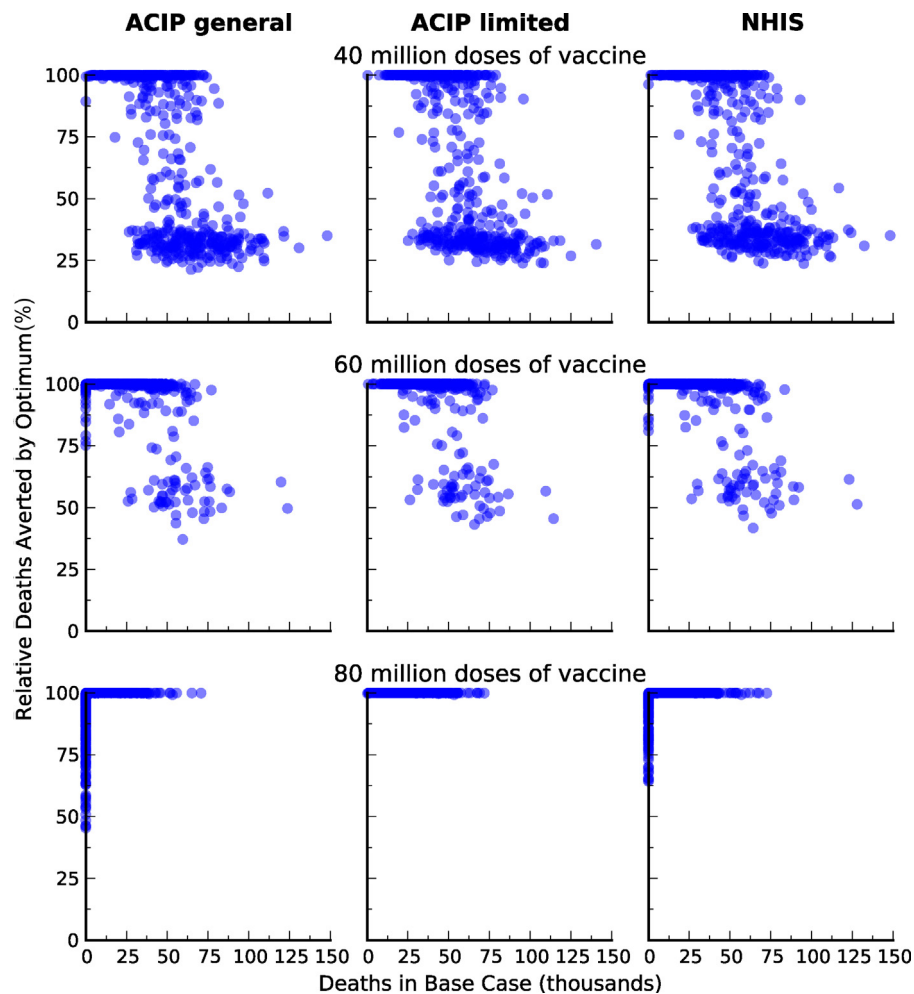 ACIP general ACIP limited NHIS
40 million doses of vaccine
100
75
50
25
0
60 million doses of vaccine
100
75
50
25
0
80 million doses of vaccine
100
75
50
25
0
0 25 50 75 100 125 150 0 25 50 75 100 125 150 0 25 50 75 100 125 150
Relative Deaths Averted by Optimum(%)
Deaths in Base Case (thousands)